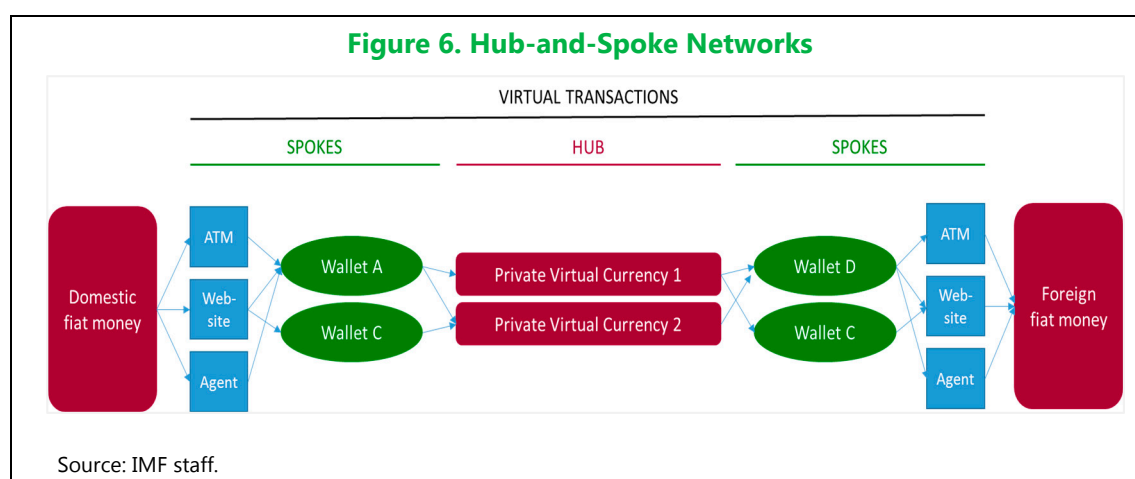 Figure 6. Hub-and-Spoke Networks
VIRTUAL TRANSACTIONS
SPOKES
HUB
SPOKES
Domestic
fiat money
ATM
Web-
site
Agent
Wallet A
Wallet C
Private Virtual Currency 1
Private Virtual Currency 2
Wallet D
Wallet C
ATM
Web-
site
Agent
Foreign
fiat money
Source: IMF staff.